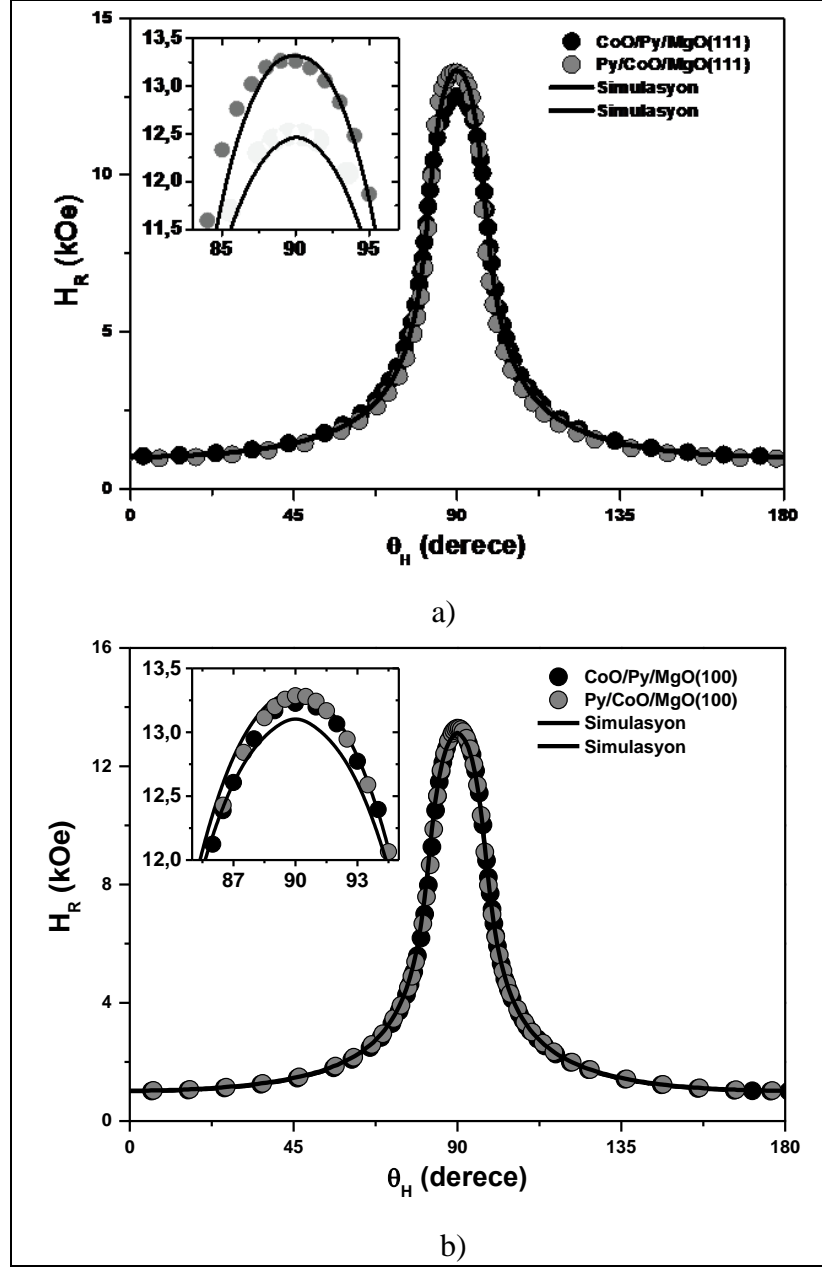 15
10
5
0
H_R (kOe)
13,5
13,0
12,5
12,0
11,5
85 90 95
CoO/Py/MgO(111)
Py/CoO/MgO(111)
Simulasyon
Simulasyon
0 45 90 135 180
θ_H (derece)
a)
16
12
8
4
0
H_R (kOe)
13,5
13,0
12,5
12,0
87 90 93
CoO/Py/MgO(100)
Py/CoO/MgO(100)
Simulasyon
Simulasyon
0 45 90 135 180
θ_H (derece)
b)